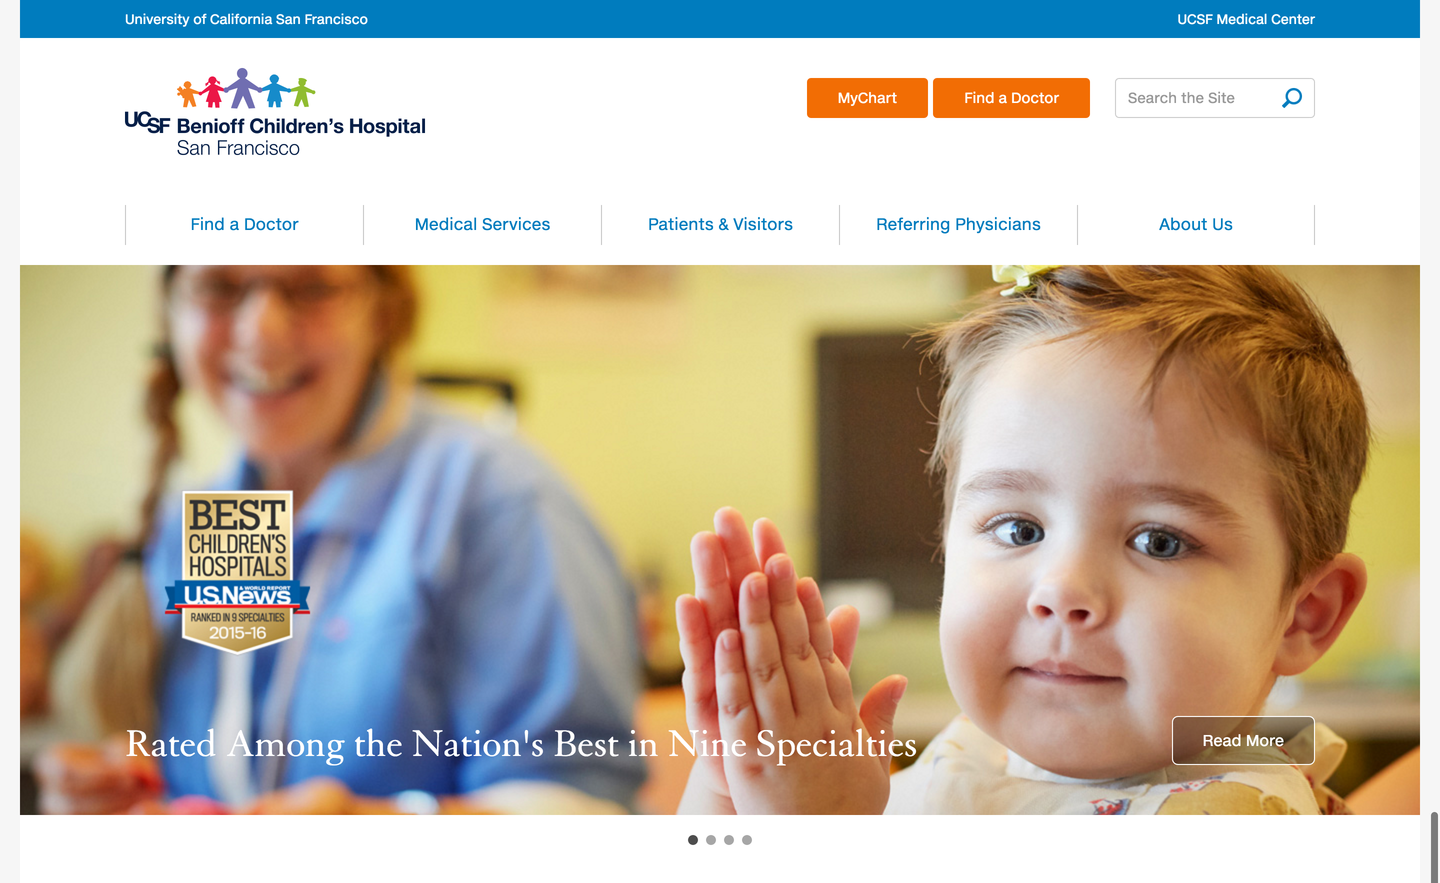 University of California San Francisco
UCSF Medical Center
MyChart
Find a Doctor
Search the Site
UCSF Benioff Children's Hospital
San Francisco
Find a Doctor
Medical Services
Patients & Visitors
Referring Physicians
About Us
BEST
CHILDREN'S
HOSPITALS
U.S.News & WORLD REPORT
RANKED IN 9 SPECIALTIES
2015-16
Rated Among the Nation's Best in Nine Specialties
Read More